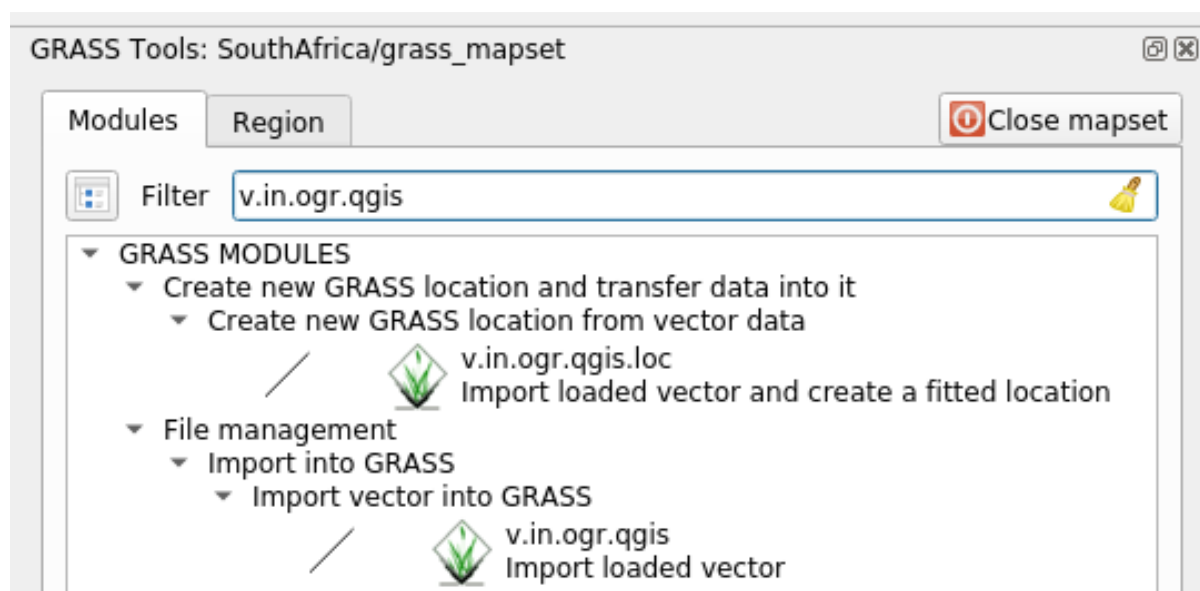 GRASS Tools: SouthAfrica/grass_mapset
Modules
Region
Close mapset
Filter
v.in.ogr.qgis
GRASS MODULES
Create new GRASS location and transfer data into it
Create new GRASS location from vector data
v.in.ogr.qgis.loc
Import loaded vector and create a fitted location
File management
Import into GRASS
Import vector into GRASS
v.in.ogr.qgis
Import loaded vector